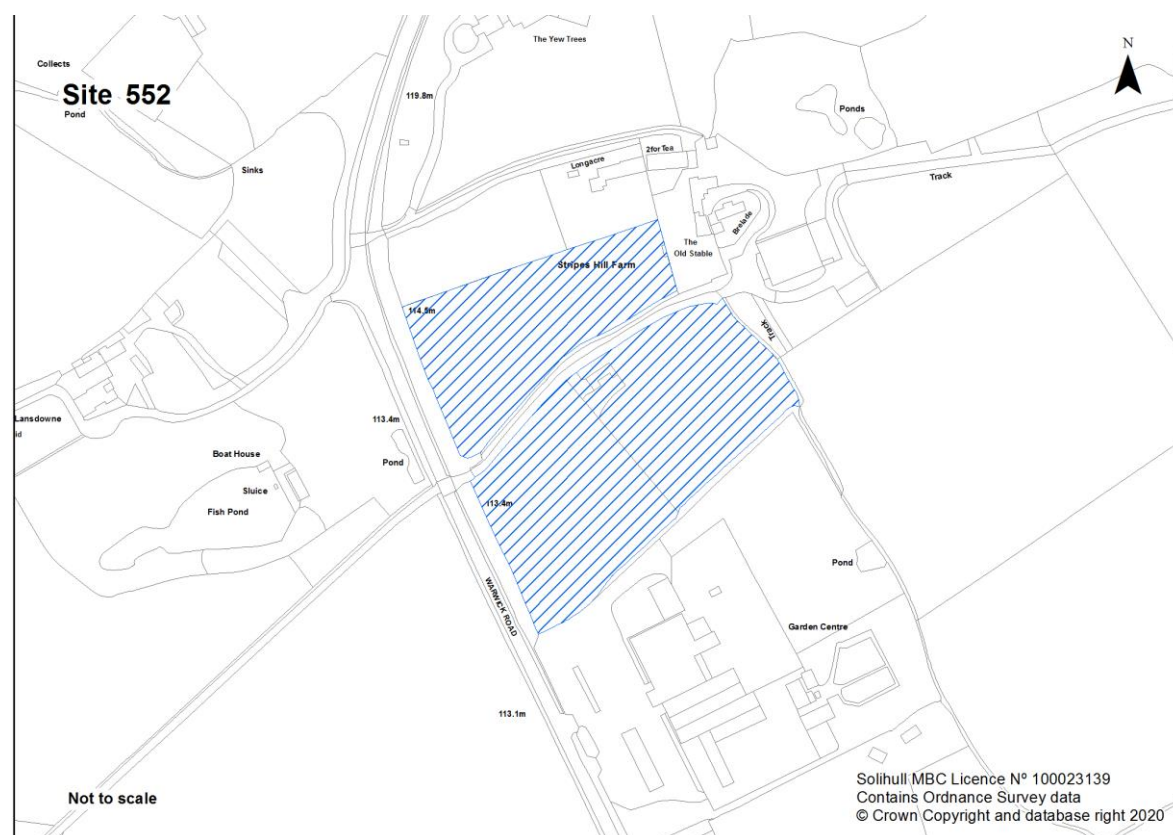 The Yew Trees
N
Collects
Site 552
Pond
119.8m
Ponds
Longacre
2for Tea
Sinks
Track
Brelade
The
Old Stable
Stripes Hill Farm
114.9m
Track
Lansdowne
id
113.4m
Boat House
Pond
Sluice
Fish Pond
113.4m
Pond
WARWICK ROAD
Garden Centre
113.1m
Not to scale
Solihull MBC Licence Nº 100023139
Contains Ordnance Survey data
© Crown Copyright and database right 2020